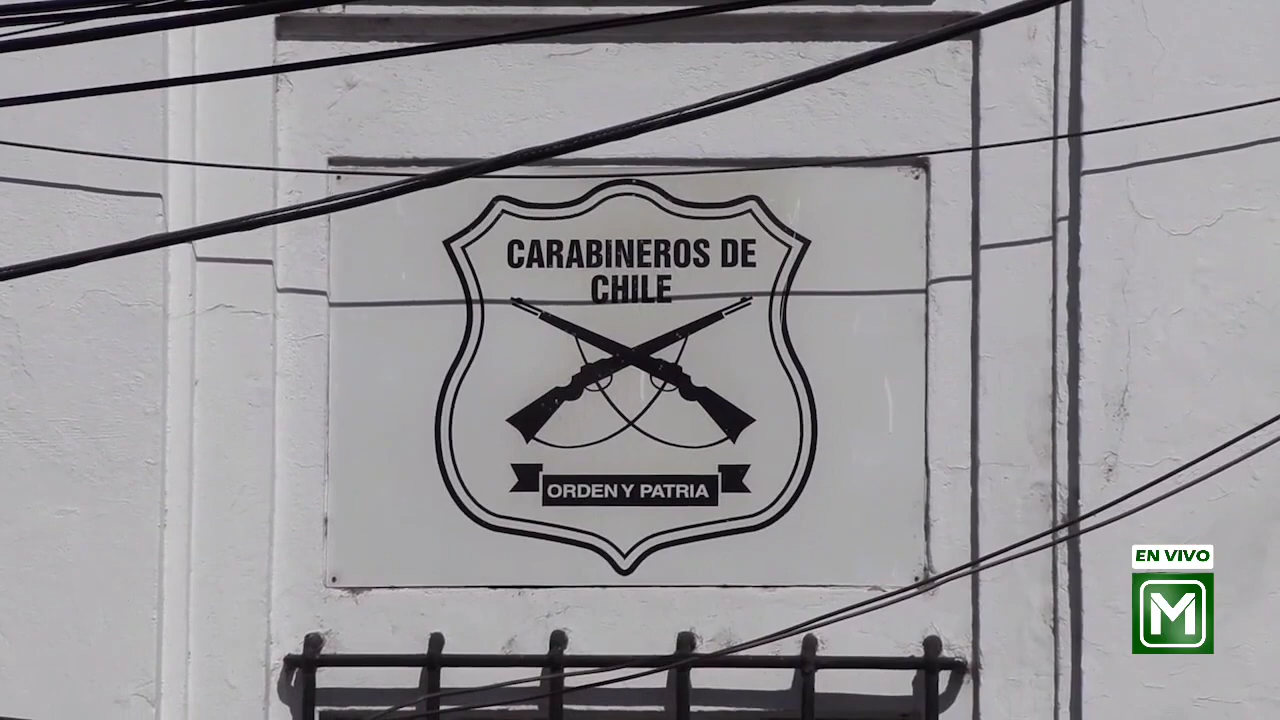 CARABINEROS DE
CHILE
ORDEN Y PATRIA
EN VIVO
M